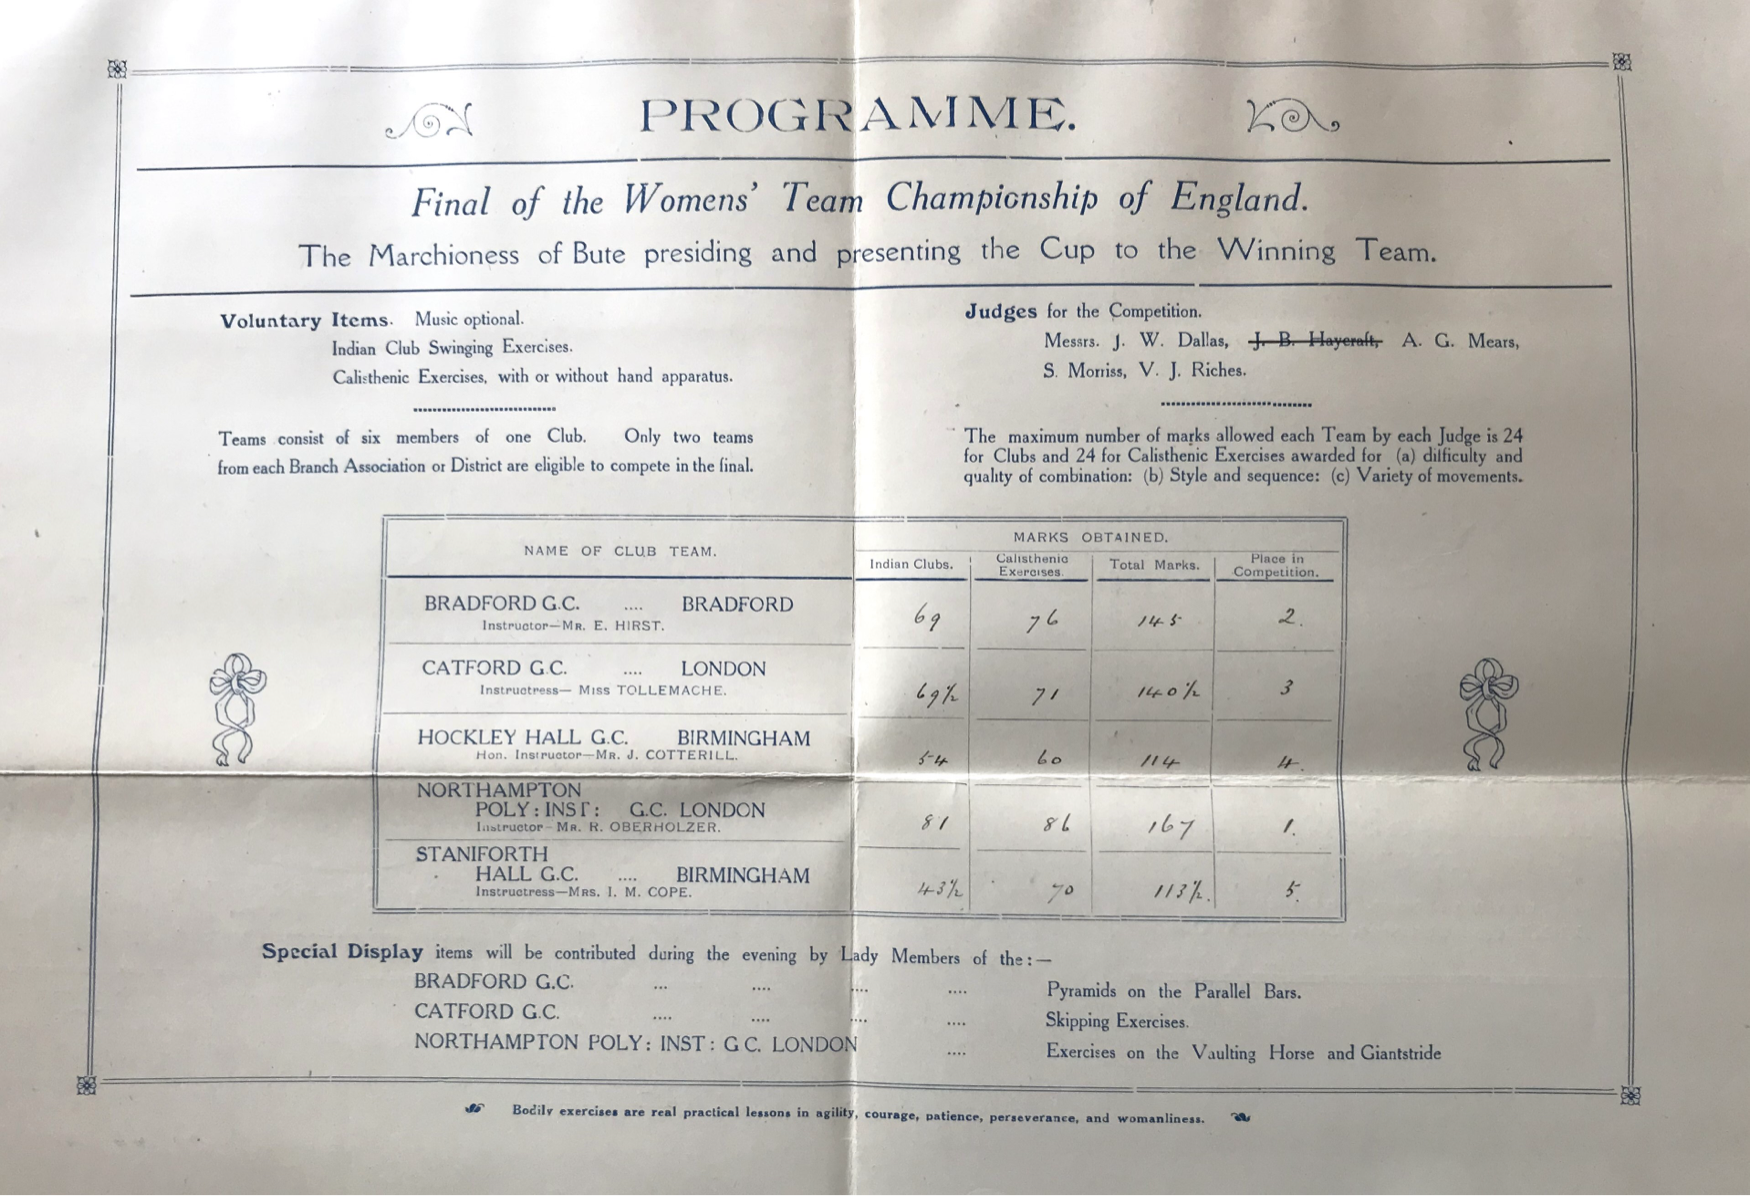 PROGRAMME.
Final of the Womens' Team Championship of England.
The Marchioness of Bute presiding and presenting the Cup to the Winning Team.
Voluntary Items. Music optional.
Indian Club Swinging Exercises.
Calisthenic Exercises, with or without hand apparatus.
Teams consist of six members of one Club. Only two teams
from each Branch Association or District are eligible to compete in the final.
Judges for the Competition.
Messrs. J. W. Dallas, J. B. Haycraft, A. G. Mears,
S. Morriss, V. J. Riches.
The maximum number of marks allowed each Team by each Judge is 24
for Clubs and 24 for Calisthenic Exercises awarded for (a) difficulty and
quality of combination: (b) Style and sequence: (c) Variety of movements.
NAME OF CLUB TEAM.
MARKS OBTAINED.
Indian Clubs. Calisthenic Exercises. Total Marks. Place in Competition.
BRADFORD G.C. .... BRADFORD 69 76 145 2.
Instructor—MR. E. HIRST.
CATFORD G.C. .... LONDON 69½ 71 140½ 3
Instructress— MISS TOLLEMACHE.
HOCKLEY HALL G.C. BIRMINGHAM 54 60 114 4.
Hon. Instructor—MR. J. COTTERILL.
NORTHAMPTON
POLY: INST: G.C. LONDON 81 86 167 1.
Instructor—MR. R. OBERHOLZER.
STANIFORTH
HALL G.C. .... BIRMINGHAM 43½ 70 113½. 5.
Instructress—MRS. I. M. COPE.
Special Display items will be contributed during the evening by Lady Members of the:—
BRADFORD G.C. ... .... .... .... Pyramids on the Parallel Bars.
CATFORD G.C. .... .... .... .... Skipping Exercises.
NORTHAMPTON POLY: INST: G C. LONDON .... Exercises on the Vaulting Horse and Giantstride
Bodily exercises are real practical lessons in agility, courage, patience, perseverance, and womanliness.